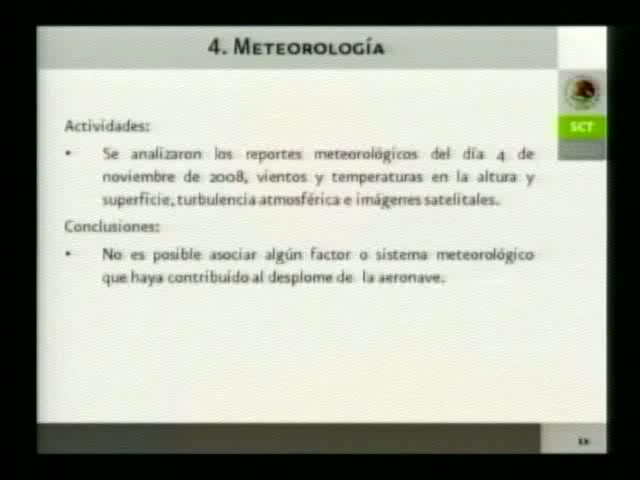 4. METEOROLOGÍA
SCT
Actividades:
• Se analizaron los reportes meteorológicos del día 4 de
noviembre de 2008, vientos y temperaturas en la altura y
superficie, turbulencia atmosférica e imágenes satelitales.
Conclusiones:
• No es posible asociar algún factor o sistema meteorológico
que haya contribuído al desplome de la aeronave.